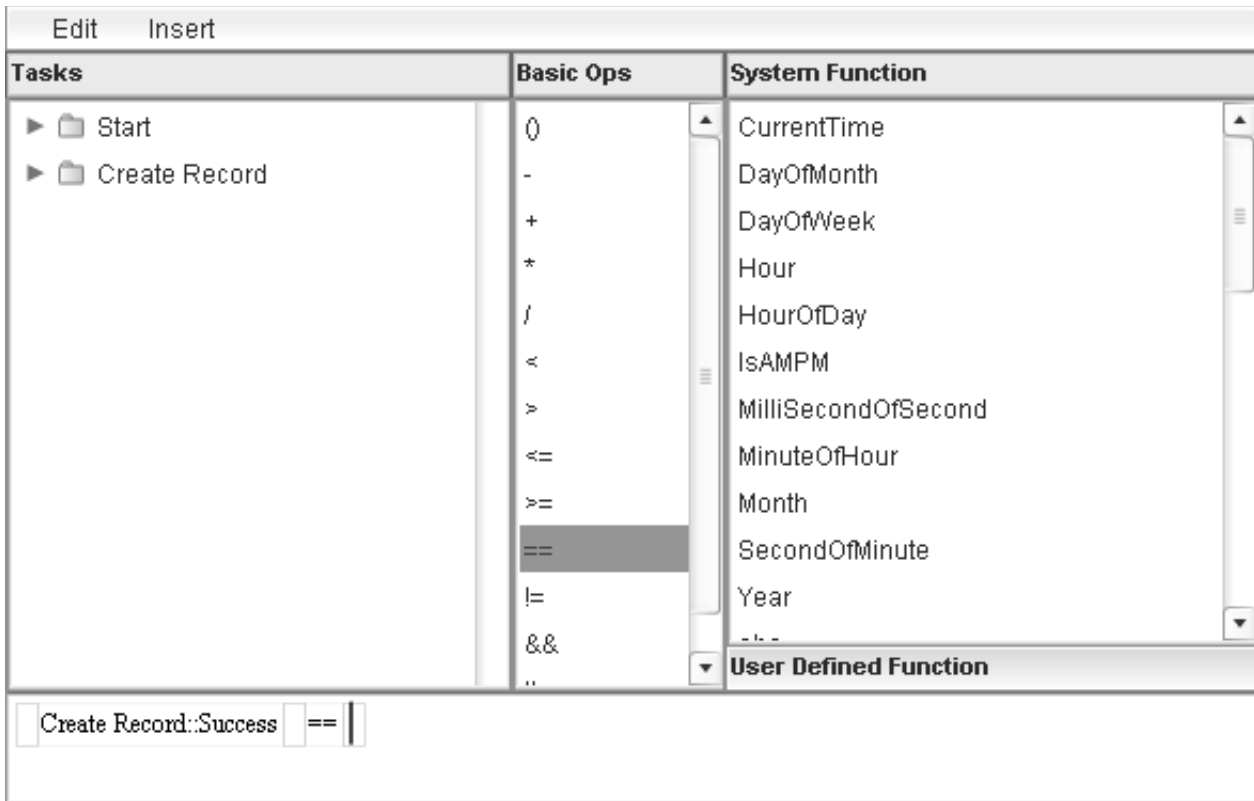 Edit Insert
Tasks
Start
Create Record
Basic Ops
()
-
+
*
/
<
>
<=
>=
==
!=
&&
System Function
CurrentTime
DayOfMonth
DayOfWeek
Hour
HourOfDay
IsAMPM
MilliSecondOfSecond
MinuteOfHour
Month
SecondOfMinute
Year
User Defined Function
Create Record::Success ==